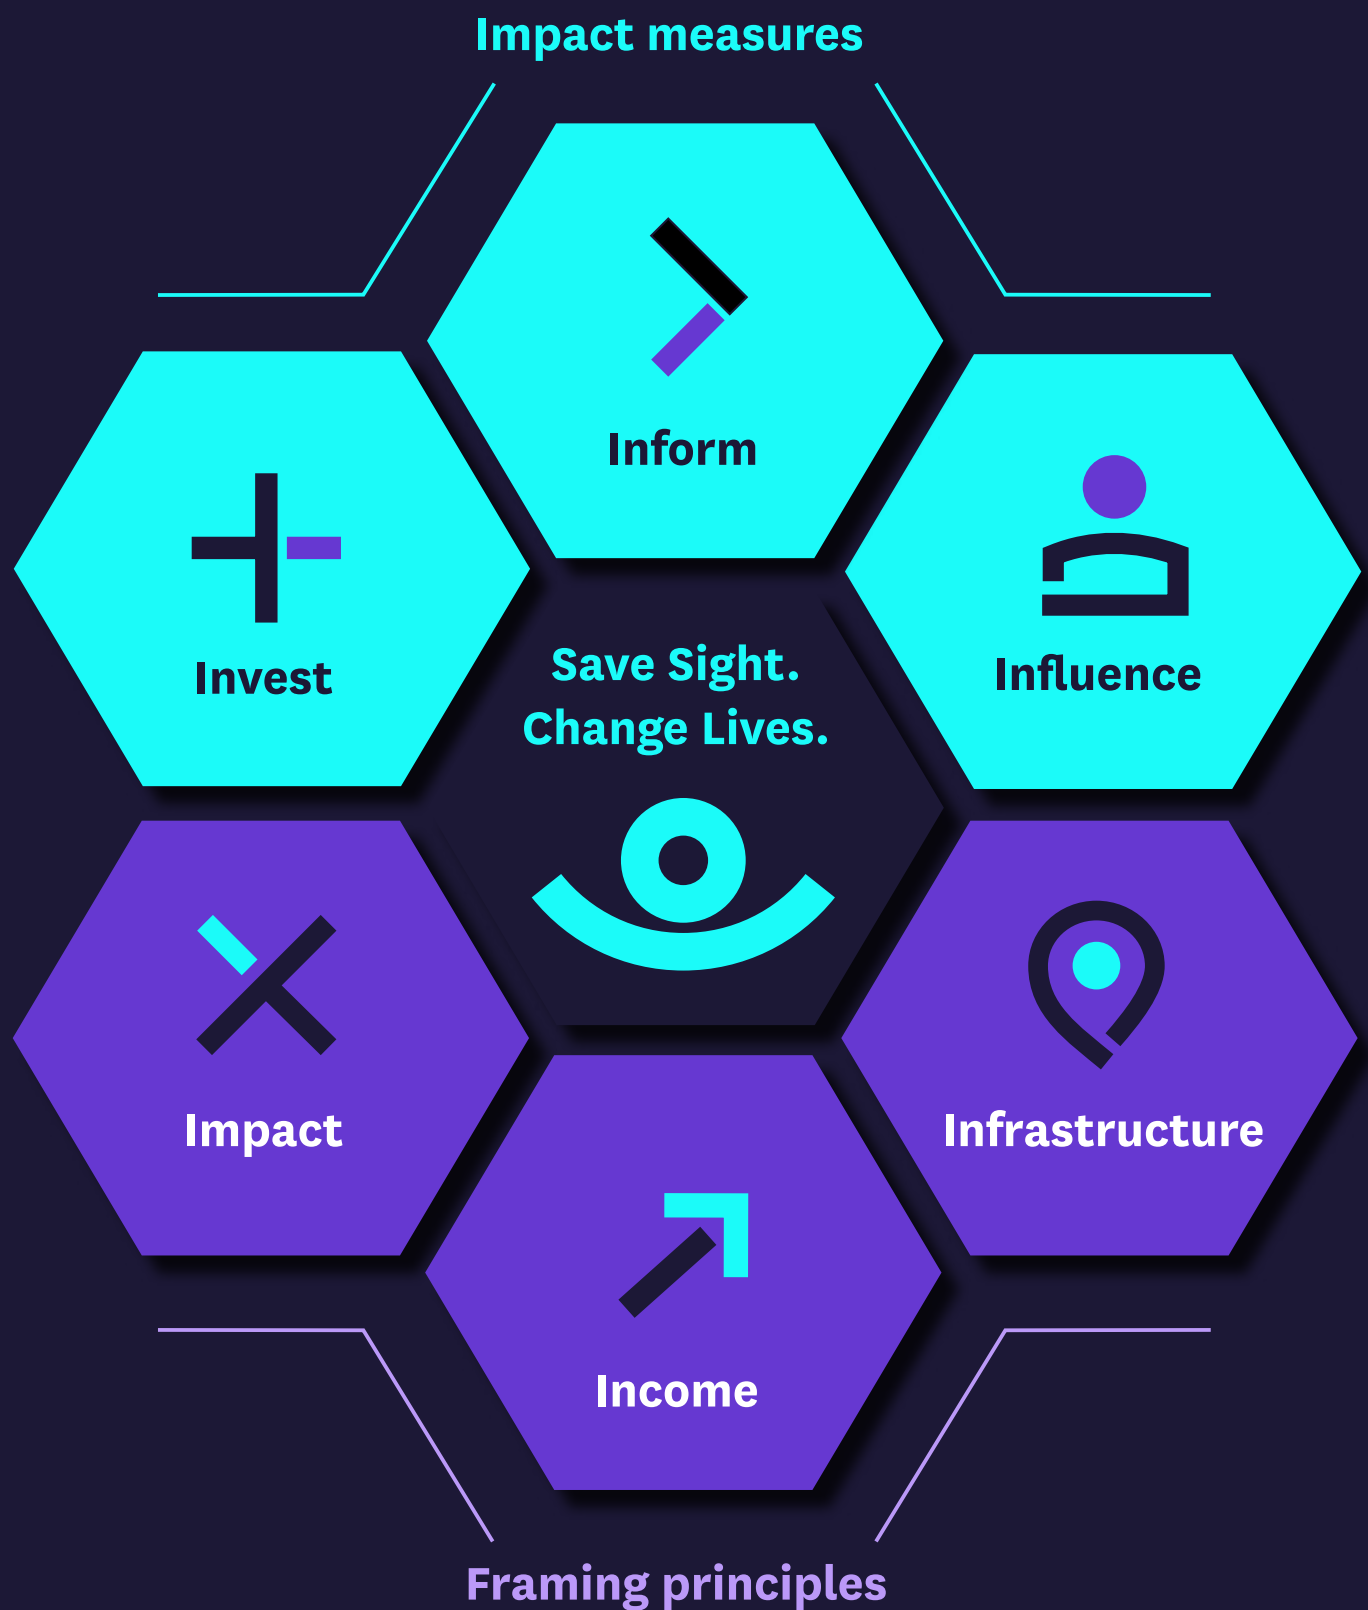 Impact measures
Inform
Invest
Influence
Save Sight.
Change Lives.
Impact
Infrastructure
Income
Framing principles